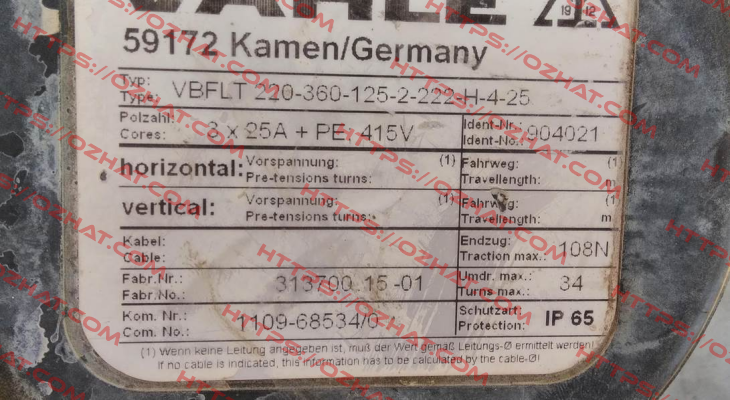 VAHLE
19 12
59172 Kamen/Germany
Typ:
Type: VBFLT 220-360-125-2-222-H-4-25
Polzahl:
Cores: 3 x 25A + PE, 415V
Ident-Nr.:
Ident-No.: 904021
horizontal: Vorspannung: (1)
Pre-tensions turns:
Fahrweg: (1
Travellength: m
vertical: Vorspannung: (1)
Pre-tensions turns:
Fahrweg: (1
Travellength: m
Kabel:
Cable:
Endzug:
Traction max.: 108N
Fabr.Nr.:
Fabr.No.: 313700 15 -01
Umdr. max.:
Turns max.: 34
Kom. Nr.:
Com. No.: 1109-68534/0
Schutzart:
Protection: IP 65
(1) Wenn keine Leitung angegeben ist, muß der Wert gemäß Leitungs-Ø ermittelt werden!
If no cable is indicated, this information has to be calculated by the cable-Ø!
HTTPS://OZHAT.COM